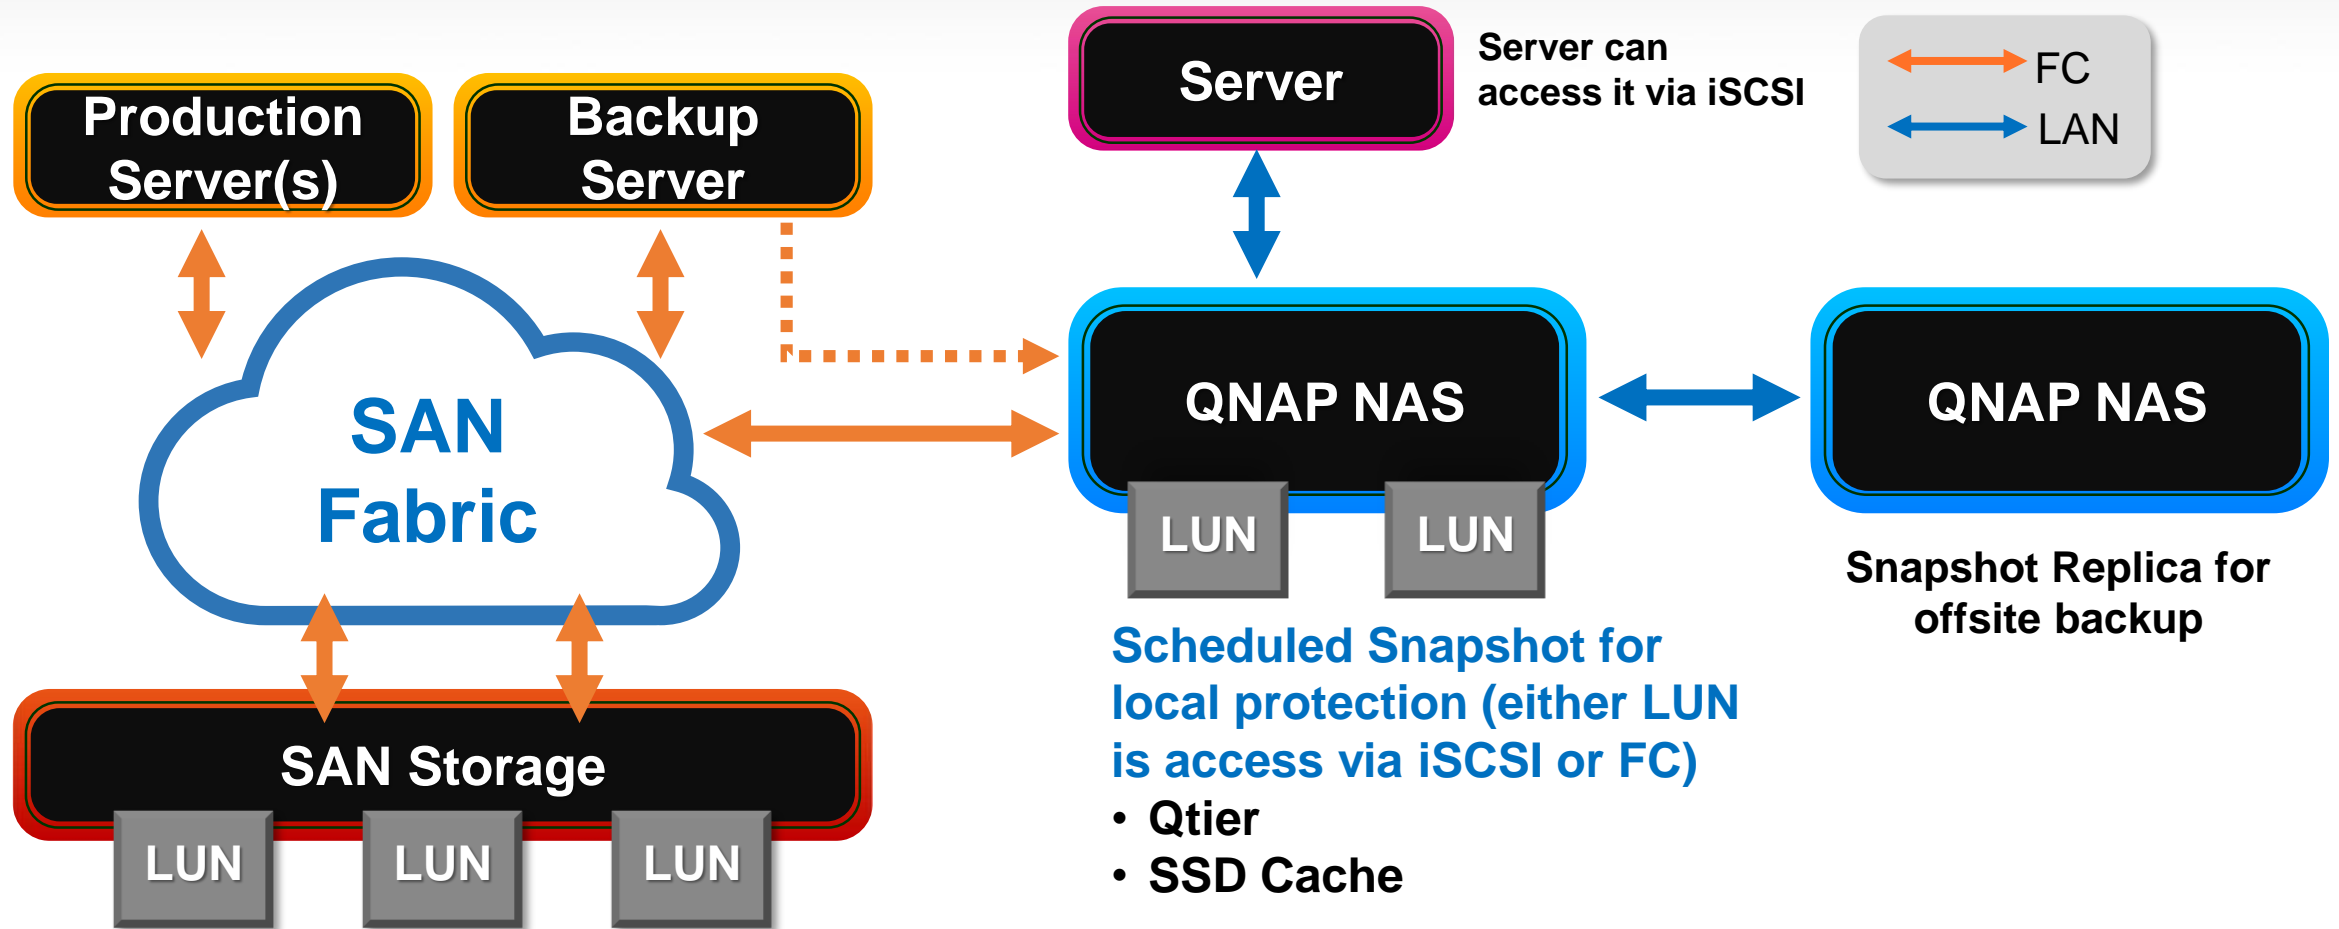 Production
Server(s)
Backup
Server
Server
Server can
access it via iSCSI
FC
LAN
SAN
Fabric
QNAP NAS
LUN
LUN
QNAP NAS
Snapshot Replica for
offsite backup
Scheduled Snapshot for
local protection (either LUN
is access via iSCSI or FC)
• Qtier
• SSD Cache
SAN Storage
LUN
LUN
LUN